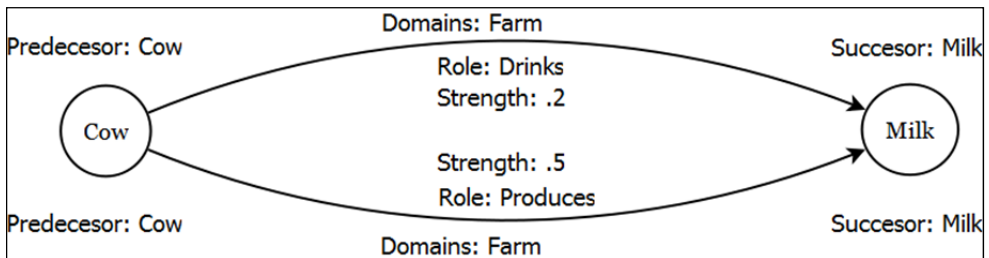 Domains: Farm
Predecesor: Cow
Succesor: Milk
Role: Drinks
Strength: .2
Cow
Milk
Strength: .5
Role: Produces
Predecesor: Cow
Succesor: Milk
Domains: Farm